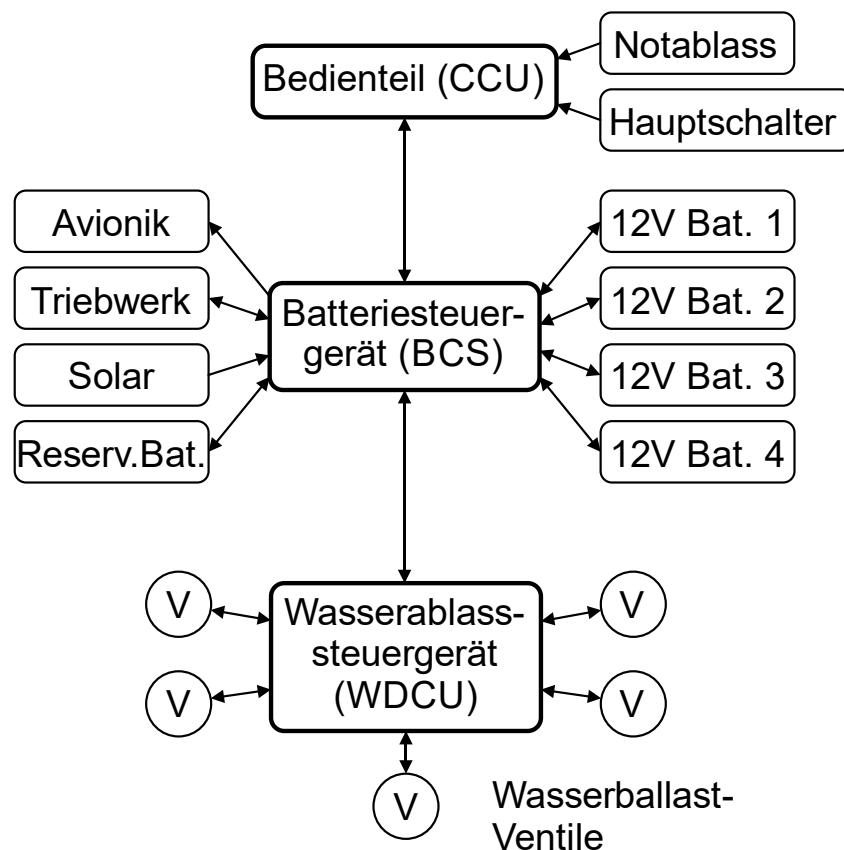 Notablass
Bedienteil (CCU)
Hauptschalter
Avionik
12V Bat. 1
Triebwerk
Batteriesteuer-
gerät (BCS)
12V Bat. 2
Solar
12V Bat. 3
Reserv.Bat.
12V Bat. 4
V
Wasserablass-
steuergerät
(WDCU)
V
V
V
V
Wasserballast-
Ventile